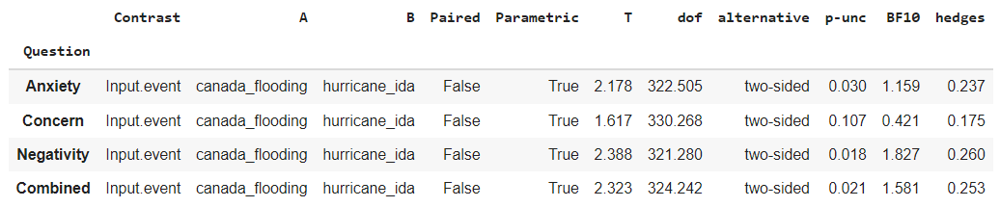 Contrast A B Paired Parametric T dof alternative p-unc BF10 hedges
Question
Anxiety Input.event canada_flooding hurricane_ida False True 2.178 322.505 two-sided 0.030 1.159 0.237
Concern Input.event canada_flooding hurricane_ida False True 1.617 330.268 two-sided 0.107 0.421 0.175
Negativity Input.event canada_flooding hurricane_ida False True 2.388 321.280 two-sided 0.018 1.827 0.260
Combined Input.event canada_flooding hurricane_ida False True 2.323 324.242 two-sided 0.021 1.581 0.253